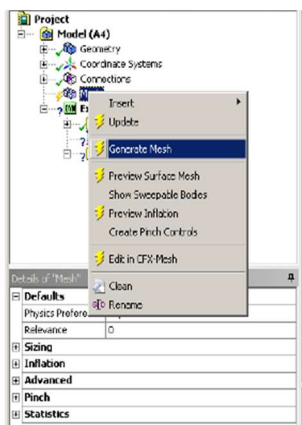 Project
Model (A4)
Geometry
Coordinate Systems
Connections
Insert
Update
Generate Mesh
Preview Surface Mesh
Show Sweepable Bodies
Preview Inflation
Create Pinch Controls
Edit in CFX-Mesh
Clean
Rename
Details of "Mesh"
Defaults
Physics
Relevance 0
Sizing
Inflation
Advanced
Pinch
Statistics